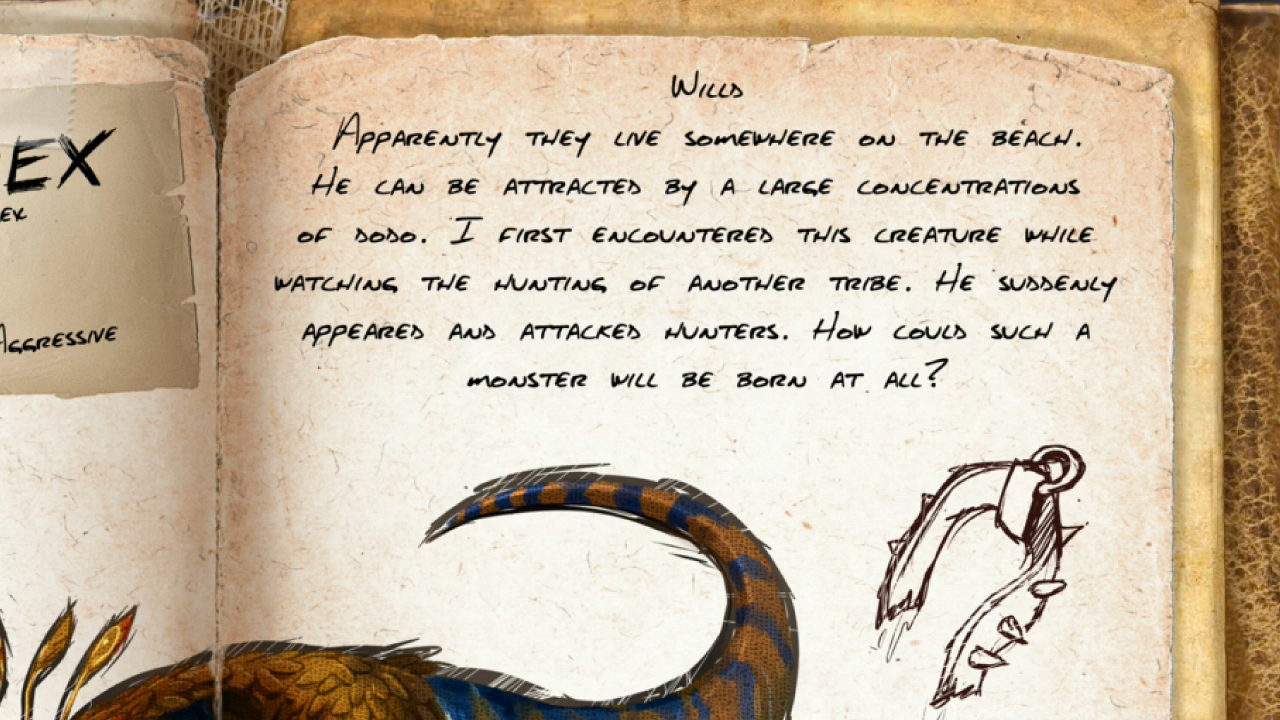 EX
EX
Aggressive
Wills
Apparently they live somewhere on the beach.
He can be attracted by a large concentrations
of dodo. I first encountered this creature while
watching the hunting of another tribe. He suddenly
appeared and attacked hunters. How could such a
monster will be born at all?